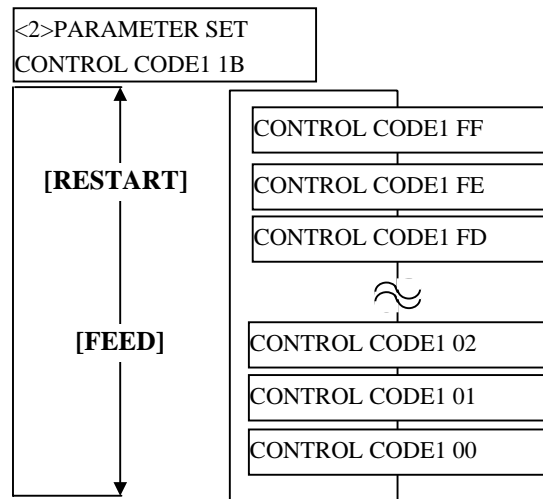 <2>PARAMETER SET
CONTROL CODE1 1B
CONTROL CODE1 FF
[RESTART]
CONTROL CODE1 FE
CONTROL CODE1 FD
[FEED]
CONTROL CODE1 02
CONTROL CODE1 01
CONTROL CODE1 00